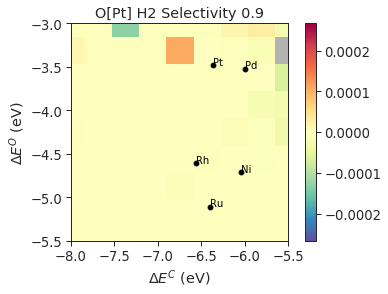 O[Pt] H2 Selectivity 0.9
−3.0
−3.5
−4.0
−4.5
−5.0
−5.5
ΔE^O (eV)
Pt
Pd
Rh
Ni
Ru
−8.0 −7.5 −7.0 −6.5 −6.0 −5.5
ΔE^C (eV)
0.0002
0.0001
0.0000
−0.0001
−0.0002